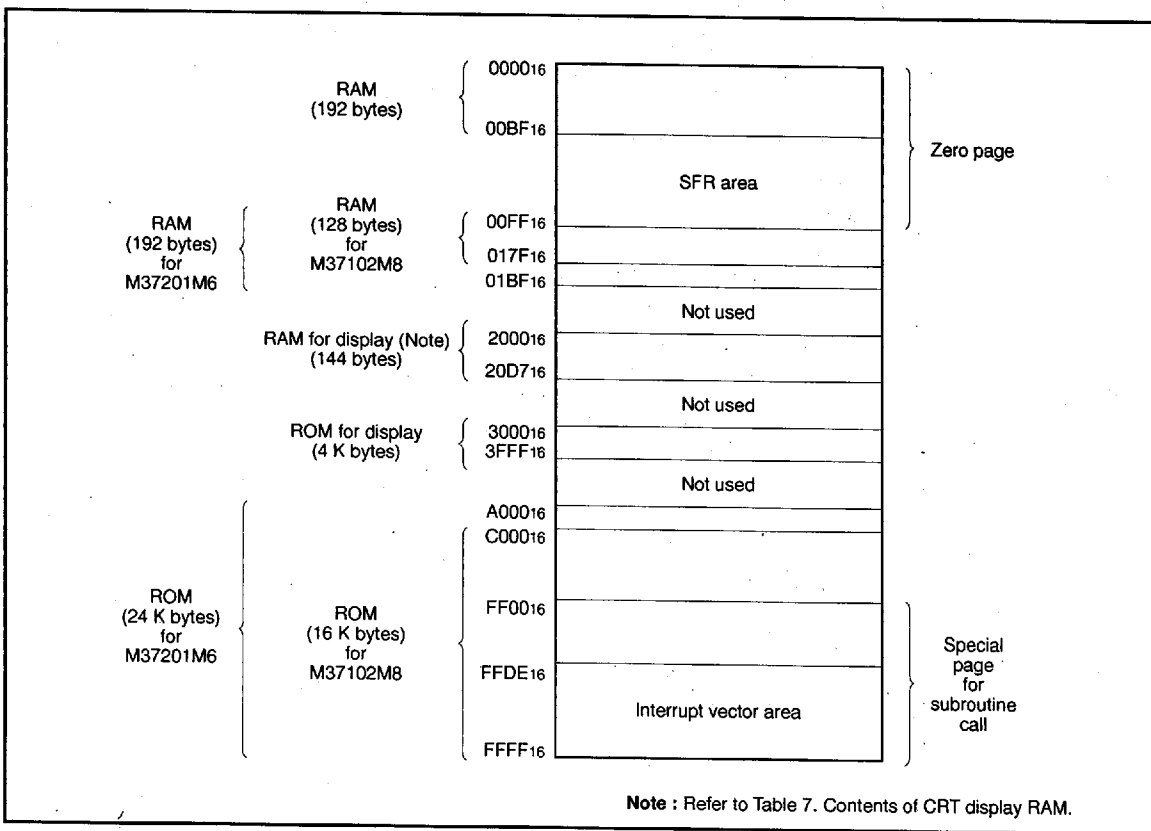 RAM
(192 bytes)
000016
00BF16
Zero page
SFR area
RAM
(192 bytes)
for
M37201M6
RAM
(128 bytes)
for
M37102M8
00FF16
017F16
01BF16
Not used
RAM for display (Note)
(144 bytes)
200016
20D716
Not used
ROM for display
(4 K bytes)
300016
3FFF16
Not used
A00016
C00016
ROM
(24 K bytes)
for
M37201M6
ROM
(16 K bytes)
for
M37102M8
FF0016
FFDE16
Interrupt vector area
FFFF16
Special
page
for
subroutine
call
Note : Refer to Table 7. Contents of CRT display RAM.